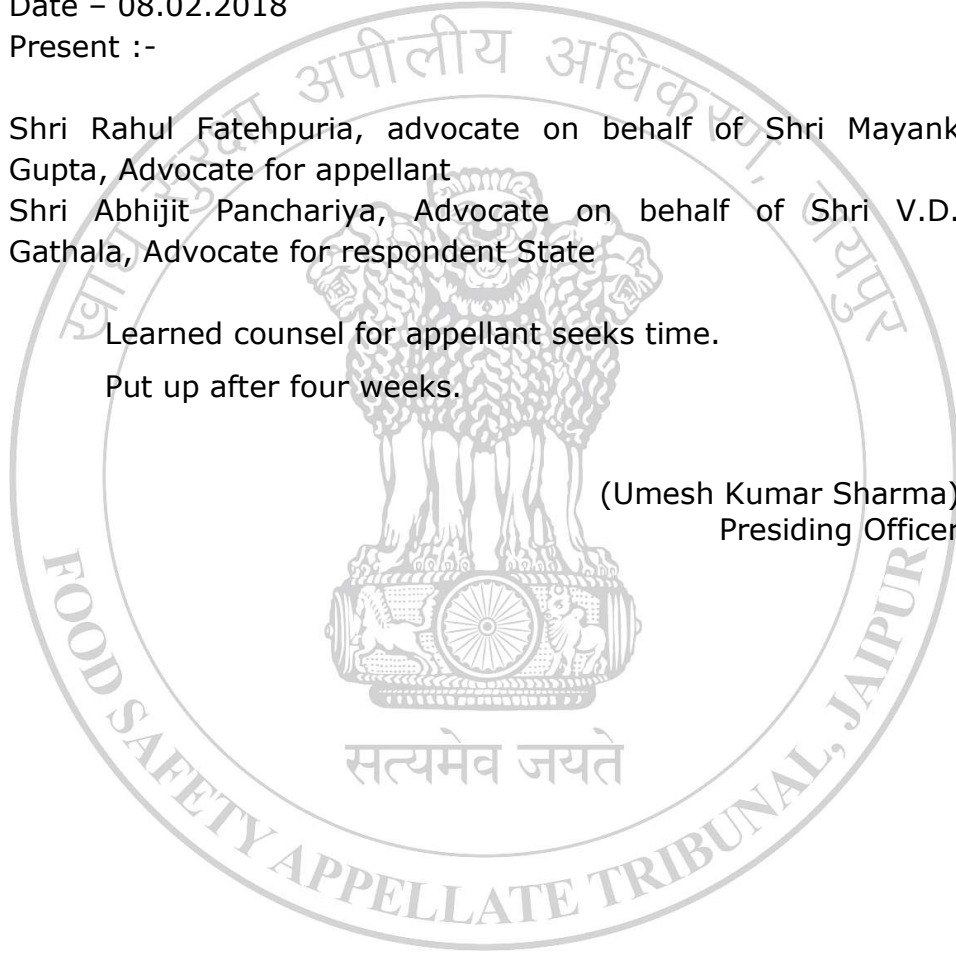 Date – 08.02.2018
Present :-
Shri Rahul Fatehpuria, advocate on behalf of Shri Mayank
Gupta, Advocate for appellant
Shri Abhijit Panchariya, Advocate on behalf of Shri V.D.
Gathala, Advocate for respondent State
Learned counsel for appellant seeks time.
Put up after four weeks.
(Umesh Kumar Sharma)
Presiding Officer
खाद्य सुरक्षा अपीलीय अधिकरण, जयपुर
सत्यमेव जयते
FOOD SAFETY APPELLATE TRIBUNAL, JAIPUR